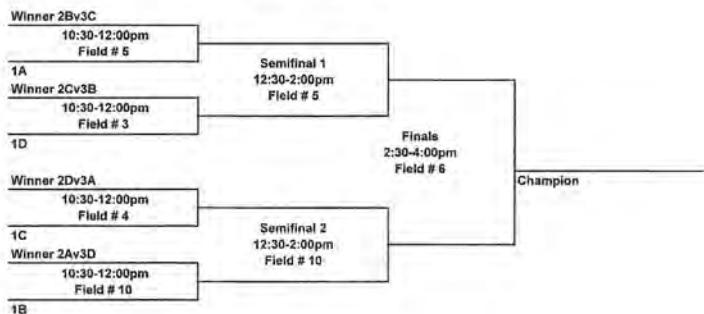 Winner 2Bv3C
10:30-12:00pm
Field # 5
1A
Winner 2Cv3B
10:30-12:00pm
Field # 3
1D
Winner 2Dv3A
10:30-12:00pm
Field # 4
1C
Winner 2Av3D
10:30-12:00pm
Field # 10
1B
Semifinal 1
12:30-2:00pm
Field # 5
Semifinal 2
12:30-2:00pm
Field # 10
Finals
2:30-4:00pm
Field # 6
Champion